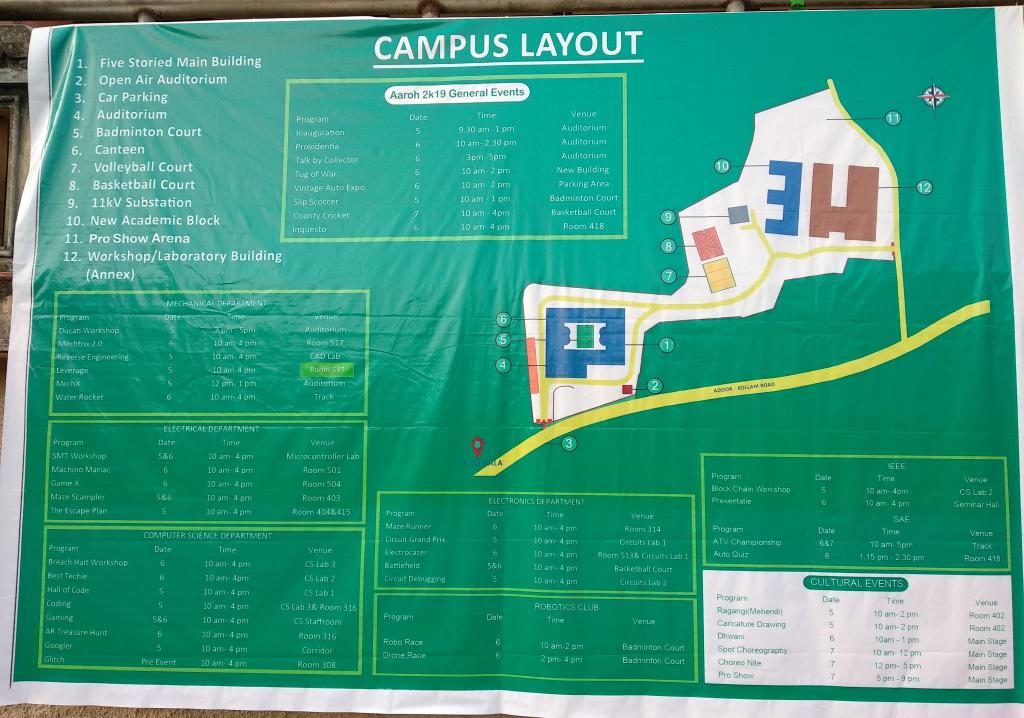 CAMPUS LAYOUT
1. Five Storied Main Building
2. Open Air Auditorium
3. Car Parking
4. Auditorium
5. Badminton Court
6. Canteen
7. Volleyball Court
8. Basketball Court
9. 11kV Substation
10. New Academic Block
11. Pro Show Arena
12. Workshop/Laboratory Building
(Annex)
Aaroh 2k19 General Events
Program Date Time Venue
Inauguration 5 9.30 am- 1 pm Auditorium
Providentia 6 10 am- 2.30 pm Auditorium
Talk by Collector 6 3pm- 5pm Auditorium
Tug of War 6 10 am- 2 pm New Building
Vintage Auto Expo 6 10 am- 2 pm Parking Area
Slip Scoccer 5 10 am - 1 pm Badminton Court
County Cricket 7 10 am - 4pm Basketball Court
Inquesto 6 10 am- 4 pm Room 418
11
10
12
9
8
7
6
5
1
4
2
3
ADOOR - KOLLAM ROAD
MECHANICAL DEPARTMENT
Program Date Time Venue
Ducati Workshop 5 2 pm- 5pm Auditorium
Mechtrix 2.0 6 10 am- 4 pm Room 517
Reverse Engineering 5 10 am- 4 pm CAD Lab
Leverage 5 10 am- 4 pm Room 517
MechX 5 12 pm- 1 pm Auditorium
Water Rocket 6 10 am- 4 pm Track
ELECTRICAL DEPARTMENT
Program Date Time Venue
SMT Workshop 5&6 10 am- 4 pm Microcontroller Lab
Machino Maniac 6 10 am- 4 pm Room 501
Game X 6 10 am- 4 pm Room 504
Maze Scampler 5&6 10 am- 4 pm Room 403
The Escape Plan 5 10 am- 4 pm Room 404&415
COMPUTER SCIENCE DEPARTMENT
Program Date Time Venue
Breach Halt Workshop 6 10 am- 4 pm CS Lab 3
Best Techie 6 10 am- 4 pm CS Lab 2
Hall of Code 5 10 am- 4 pm CS Lab 1
Coding 5 10 am- 4 pm CS Lab 3& Room 316
Gaming 5&6 10 am- 4 pm CS Staffroom
AR Treasure Hunt 6 10 am- 4 pm Room 316
Googler 5 10 am- 4 pm Corridor
Glitch Pre Event 10 am- 4 pm Room 308
ELECTRONICS DEPARTMENT
Program Date Time Venue
Maze Runner 6 10 am- 4 pm Room 314
Circuit Grand Prix 5 10 am- 4 pm Circuits Lab 1
Electrocazer 6 10 am- 4 pm Room 513& Circuits Lab 1
Battlefield 5&6 10 am- 4 pm Basketball Court
Circuit Debugging 5 10 am- 4 pm Circuits Lab 2
ROBOTICS CLUB
Program Date Time Venue
Robo Race 6 10 am-2 pm Badminton Court
Drone Race 6 2 pm- 4 pm Badminton Court
IEEE
Program Date Time Venue
Block Chain Workshop 5 10 am- 4pm CS Lab 2
Presentatie 6 10 am- 4 pm Seminar Hall
SAE
Program Date Time Venue
ATV Championship 6&7 10 am- 5pm Track
Auto Quiz 6 1.15 pm - 2.30 pm Room 418
CULTURAL EVENTS
Program Date Time Venue
Ragangi(Mehendi) 5 10 am- 2 pm Room 402
Caricature Drawing 5 10 am- 2 pm Room 402
Dhwani 6 10am - 1 pm Main Stage
Spot Choreography 7 10 am- 12 pm Main Stage
Choreo Nite 7 12 pm- 5 pm Main Stage
Pro Show 7 5 pm - 9 pm Main Stage